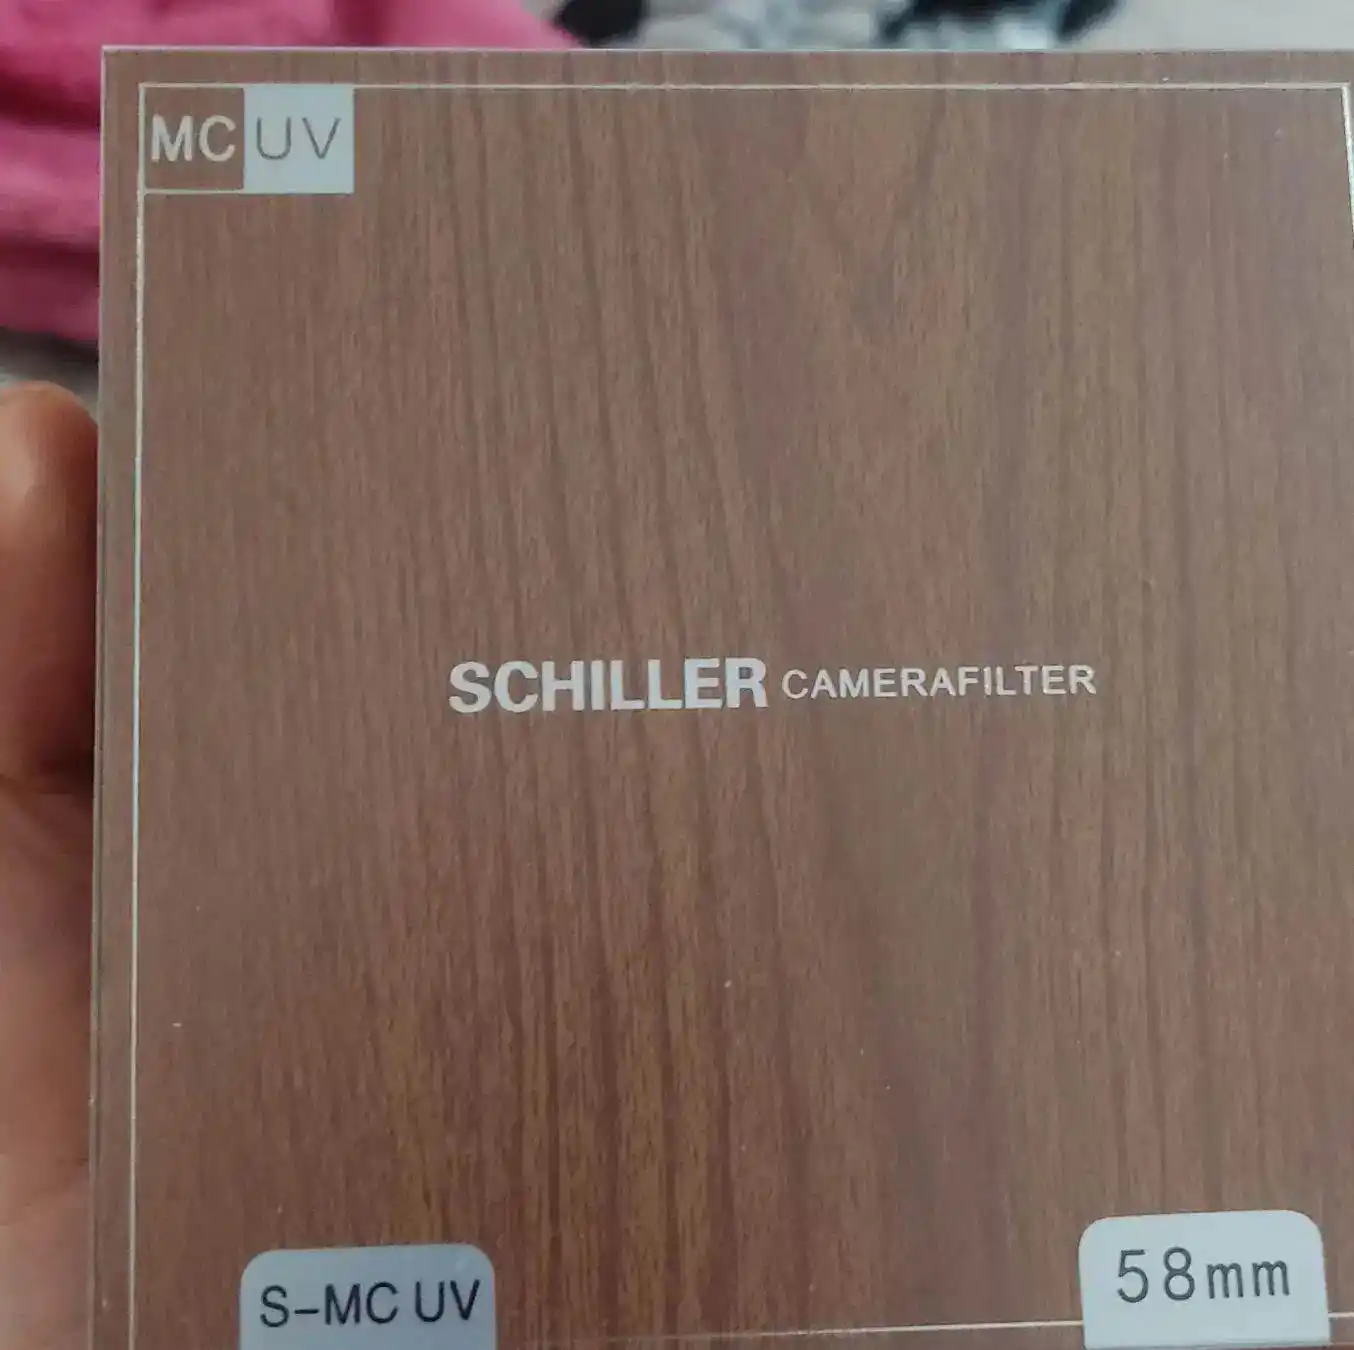 MC UV
SCHILLER CAMERAFILTER
S-MC UV
58mm